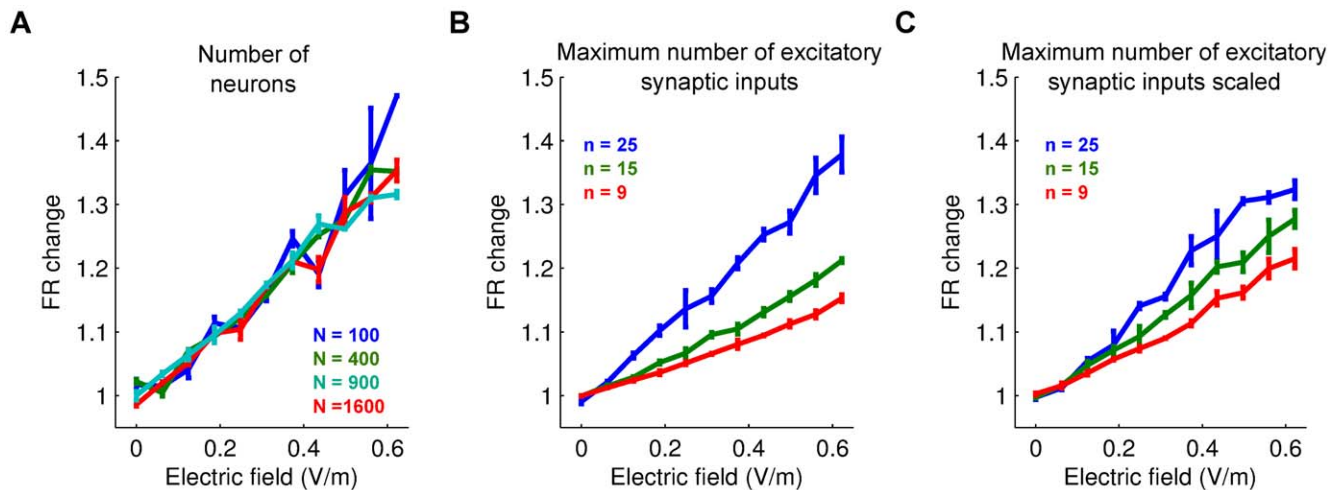 A
Number of
neurons
FR change
1.5
1.4
1.3
1.2
1.1
1
N = 100
N = 400
N = 900
N = 1600
0
0.2
0.4
0.6
Electric field (V/m)
B
Maximum number of excitatory
synaptic inputs
FR change
1.5
1.4
1.3
1.2
1.1
1
n = 25
n = 15
n = 9
0
0.2
0.4
0.6
Electric field (V/m)
C
Maximum number of excitatory
synaptic inputs scaled
FR change
1.5
1.4
1.3
1.2
1.1
1
n = 25
n = 15
n = 9
0
0.2
0.4
0.6
Electric field (V/m)